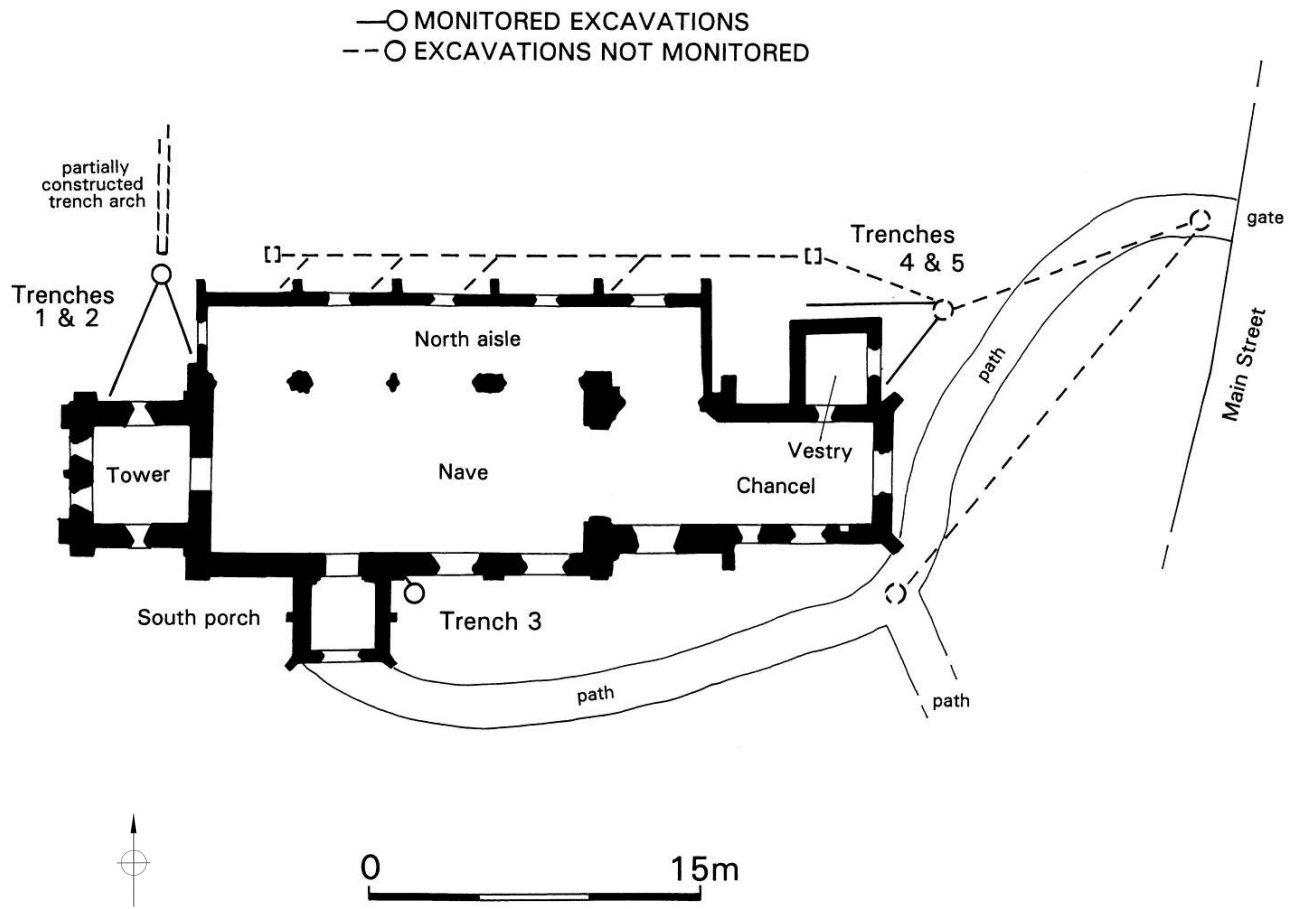 MONITORED EXCAVATIONS
EXCAVATIONS NOT MONITORED
partially
constructed
trench arch
Trenches
1 & 2
Trenches
4 & 5
gate
North aisle
path
Main Street
Vestry
Tower
Nave
Chancel
South porch
Trench 3
path
path
0 15m